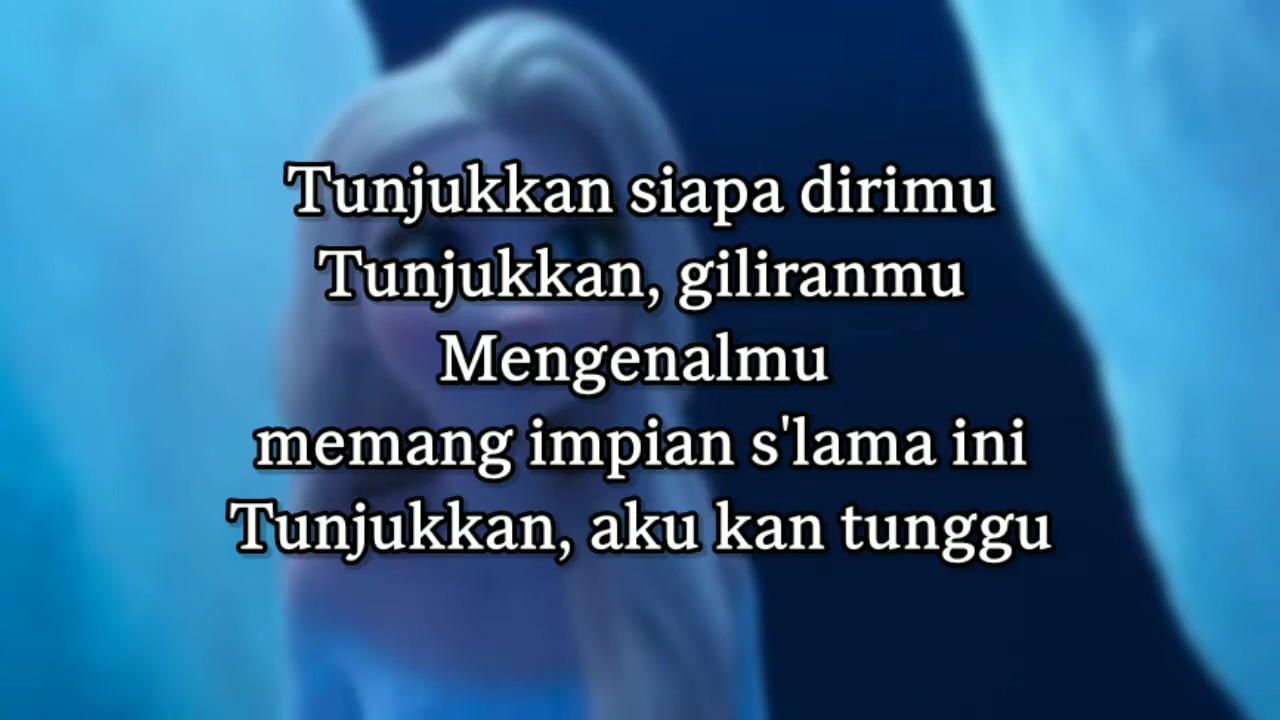 Tunjukkan siapa dirimu
Tunjukkan, giliranmu
Mengenalmu
memang impian s'lama ini
Tunjukkan, aku kan tunggu